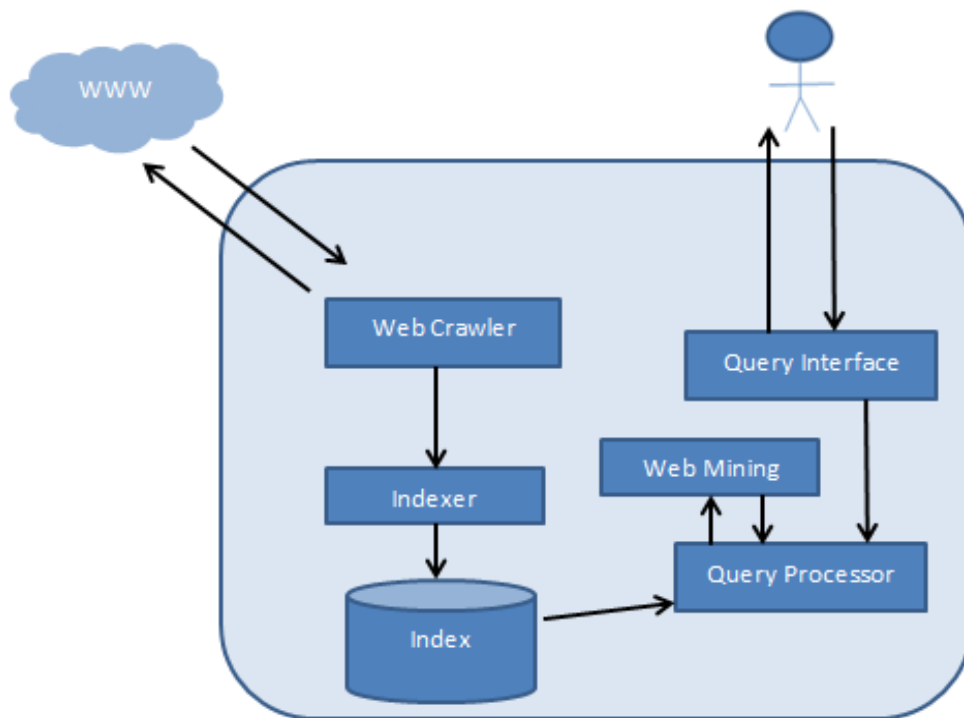 WWW
Web Crawler
Query Interface
Web Mining
Indexer
Query Processor
Index